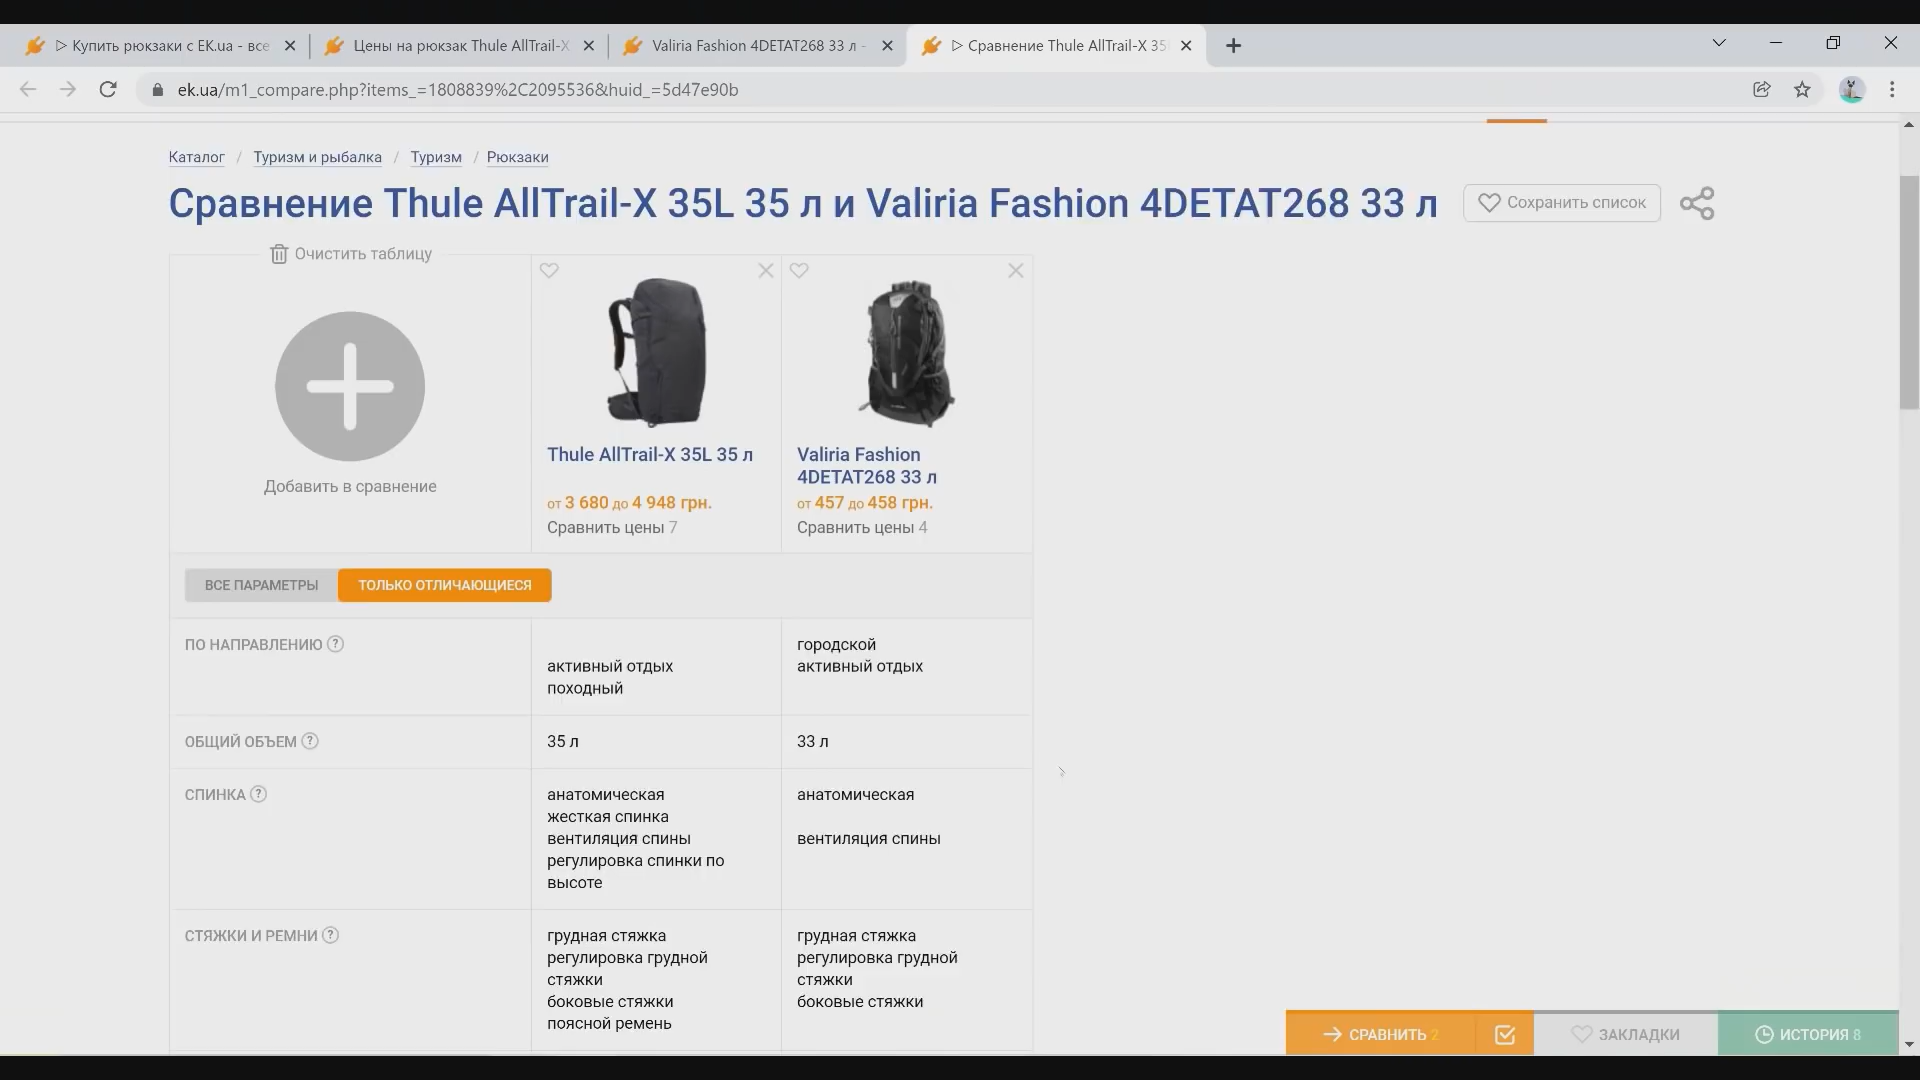 ▷ Купить рюкзаки с EK.ua - все
Цены на рюкзак Thule AllTrail-X
Valiria Fashion 4DETAT268 33 л -
▷ Сравнение Thule AllTrail-X 35
ek.ua/m1_compare.php?items_=1808839%2C2095536&huid_=5d47e90b
Каталог / Туризм и рыбалка / Туризм / Рюкзаки
Сравнение Thule AllTrail-X 35L 35 л и Valiria Fashion 4DETAT268 33 л
Сохранить список
Очистить таблицу
Добавить в сравнение
Thule AllTrail-X 35L 35 л
от 3 680 до 4 948 грн.
Сравнить цены 7
Valiria Fashion
4DETAT268 33 л
от 457 до 458 грн.
Сравнить цены 4
ВСЕ ПАРАМЕТРЫ
ТОЛЬКО ОТЛИЧАЮЩИЕСЯ
ПО НАПРАВЛЕНИЮ ?
активный отдых
походный
городской
активный отдых
ОБЩИЙ ОБЪЕМ ?
35 л
33 л
СПИНКА ?
анатомическая
жесткая спинка
вентиляция спины
регулировка спинки по
высоте
анатомическая
вентиляция спины
СТЯЖКИ И РЕМНИ ?
грудная стяжка
регулировка грудной
стяжки
боковые стяжки
поясной ремень
грудная стяжка
регулировка грудной
стяжки
боковые стяжки
СРАВНИТЬ 2
ЗАКЛАДКИ
ИСТОРИЯ 8